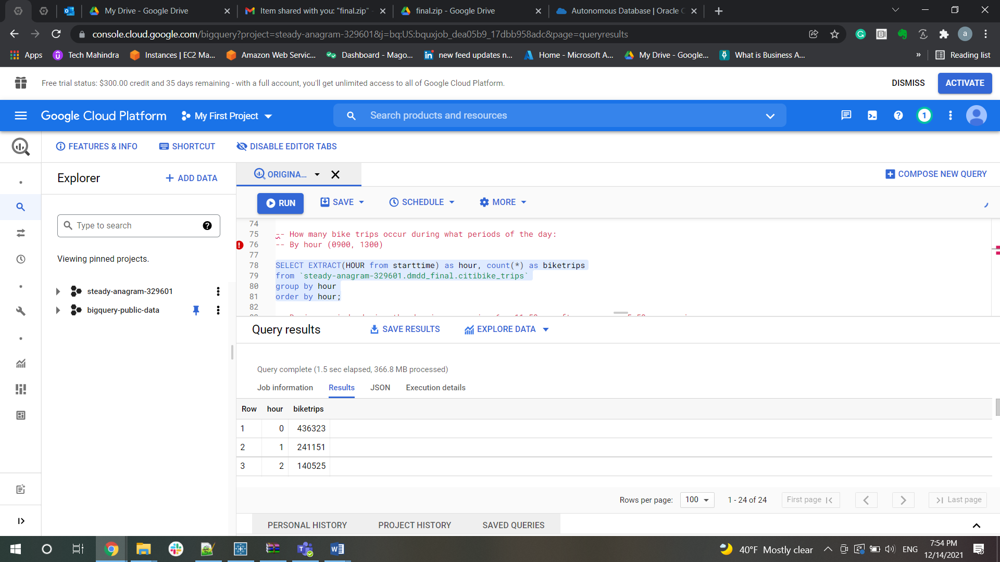 My Drive - Google Drive
Item shared with you: "final.zip"
final.zip - Google Drive
Autonomous Database | Oracle C
console.cloud.google.com/bigquery?project=steady-anagram-329601&j=bq:US:bquxjob_dea05b9_17dbb958adc&page=queryresults
a
Apps
Tech Mahindra
Instances | EC2 Ma...
Amazon Web Servic...
Dashboard - Mago...
new feed updates n...
Home - Microsoft A...
My Drive - Google...
What is Business A...
»
Reading list
Free trial status: $300.00 credit and 35 days remaining - with a full account, you'll get unlimited access to all of Google Cloud Platform.
DISMISS
ACTIVATE
Google Cloud Platform
My First Project
Search products and resources
1
FEATURES & INFO
SHORTCUT
DISABLE EDITOR TABS
Explorer
+ ADD DATA
ORIGINA...
COMPOSE NEW QUERY
RUN
SAVE
SCHEDULE
MORE
Type to search
Viewing pinned projects.
steady-anagram-329601
bigquery-public-data
74
75 -- How many bike trips occur during what periods of the day:
76 -- By hour (0900, 1300)
77
78 SELECT EXTRACT(HOUR from starttime) as hour, count(*) as biketrips
79 from `steady-anagram-329601.dmdd_final.citibike_trips`
80 group by hour
81 order by hour;
82
Query results
SAVE RESULTS
EXPLORE DATA
Query complete (1.5 sec elapsed, 366.8 MB processed)
Job information
Results
JSON
Execution details
Row hour biketrips
1 0 436323
2 1 241151
3 2 140525
Rows per page:
100
1 - 24 of 24
First page
Last page
PERSONAL HISTORY
PROJECT HISTORY
SAVED QUERIES
40°F Mostly clear
ENG
7:54 PM
12/14/2021